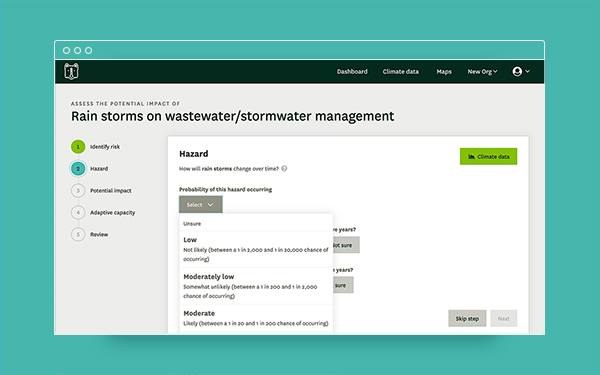 Dashboard Climate data Maps New Org
ASSESS THE POTENTIAL IMPACT OF
Rain storms on wastewater/stormwater management
1 Identify risk
2 Hazard
3 Potential impact
4 Adaptive capacity
5 Review
Hazard
Climate data
How will rain storms change over time? ?
Probability of this hazard occurring
Select
Unsure
Low
Not likely (between a 1 in 2,000 and 1 in 20,000 chance of
occurring)
Moderately low
Somewhat unlikely (between a 1 in 200 and 1 in 2,000
chance of occurring)
Moderate
Likely (between a 1 in 20 and 1 in 200 chance of occurring)
re years?
ot sure
e years?
sure
Skip step Next